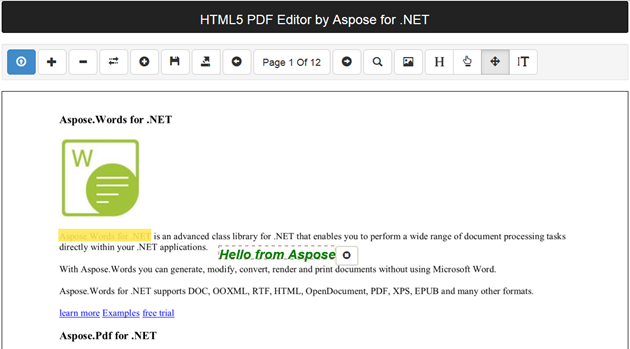 HTML5 PDF Editor by Aspose for .NET
Page 1 Of 12
H
T
Aspose.Words for .NET
W
Aspose.Words for .NET is an advanced class library for .NET that enables you to perform a wide range of document processing tasks
directly within your .NET applications.
Hello from Aspose
With Aspose.Words you can generate, modify, convert, render and print documents without using Microsoft Word.
Aspose.Words for .NET supports DOC, OOXML, RTF, HTML, OpenDocument, PDF, XPS, EPUB and many other formats.
learn more Examples free trial
Aspose.Pdf for .NET